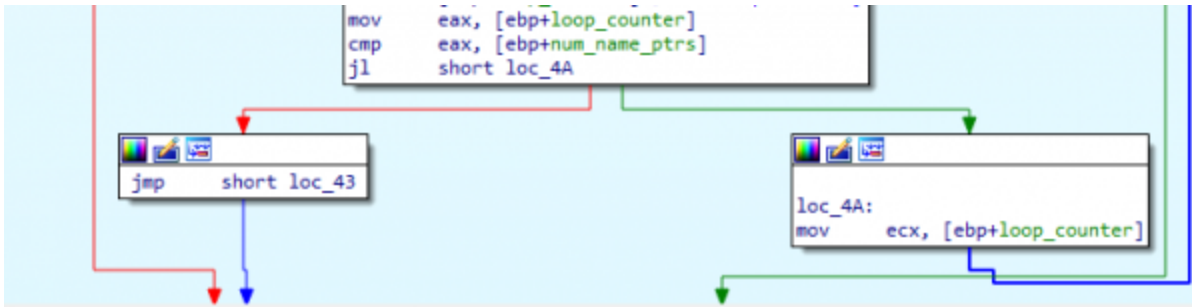 mov eax, [ebp+loop_counter]
cmp eax, [ebp+num_name_ptrs]
jl short loc_4A
jmp short loc_43
loc_4A:
mov ecx, [ebp+loop_counter]